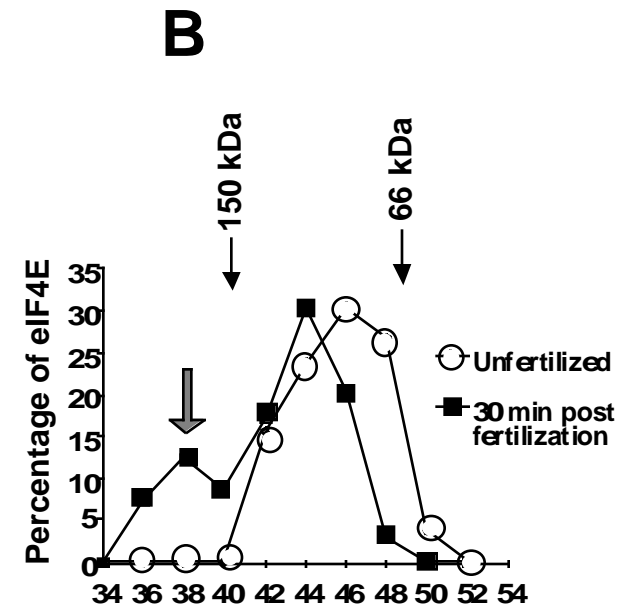 B
150 kDa
66 kDa
Percentage of eIF4E
35
30
25
20
15
10
5
0
34 36 38 40 42 44 46 48 50 52 54
Unfertilized
30 min post
fertilization